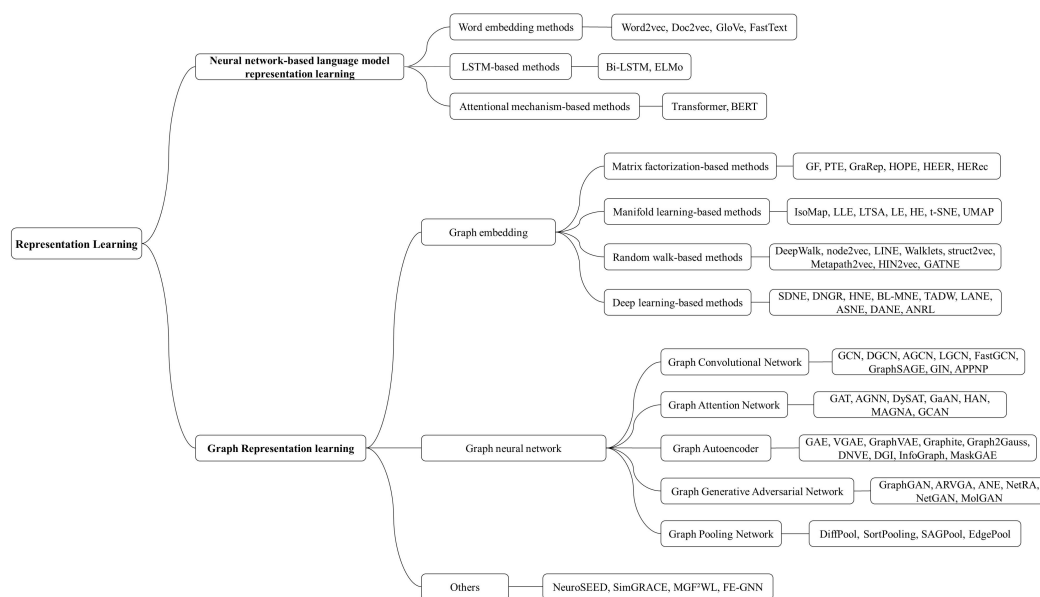 Representation Learning
Neural network-based language model
representation learning
Word embedding methods
Word2vec, Doc2vec, GloVe, FastText
LSTM-based methods
Bi-LSTM, ELMo
Attentional mechanism-based methods
Transformer, BERT
Graph Representation learning
Graph embedding
Matrix factorization-based methods
GF, PTE, GraRep, HOPE, HEER, HERec
Manifold learning-based methods
IsoMap, LLE, LTSA, LE, HE, t-SNE, UMAP
Random walk-based methods
DeepWalk, node2vec, LINE, Walklets, struct2vec,
Metapath2vec, HIN2vec, GATNE
Deep learning-based methods
SDNE, DNGR, HNE, BL-MNE, TADW, LANE,
ASNE, DANE, ANRL
Graph neural network
Graph Convolutional Network
GCN, DGCN, AGCN, LGCN, FastGCN,
GraphSAGE, GIN, APPNP
Graph Attention Network
GAT, AGNN, DySAT, GaAN, HAN,
MAGNA, GCAN
Graph Autoencoder
GAE, VGAE, GraphVAE, Graphite, Graph2Gauss,
DNVE, DGI, InfoGraph, MaskGAE
Graph Generative Adversarial Network
GraphGAN, ARVGA, ANE, NetRA,
NetGAN, MolGAN
Graph Pooling Network
DiffPool, SortPooling, SAGPool, EdgePool
Others
NeuroSEED, SimGRACE, MGF²WL, FE-GNN